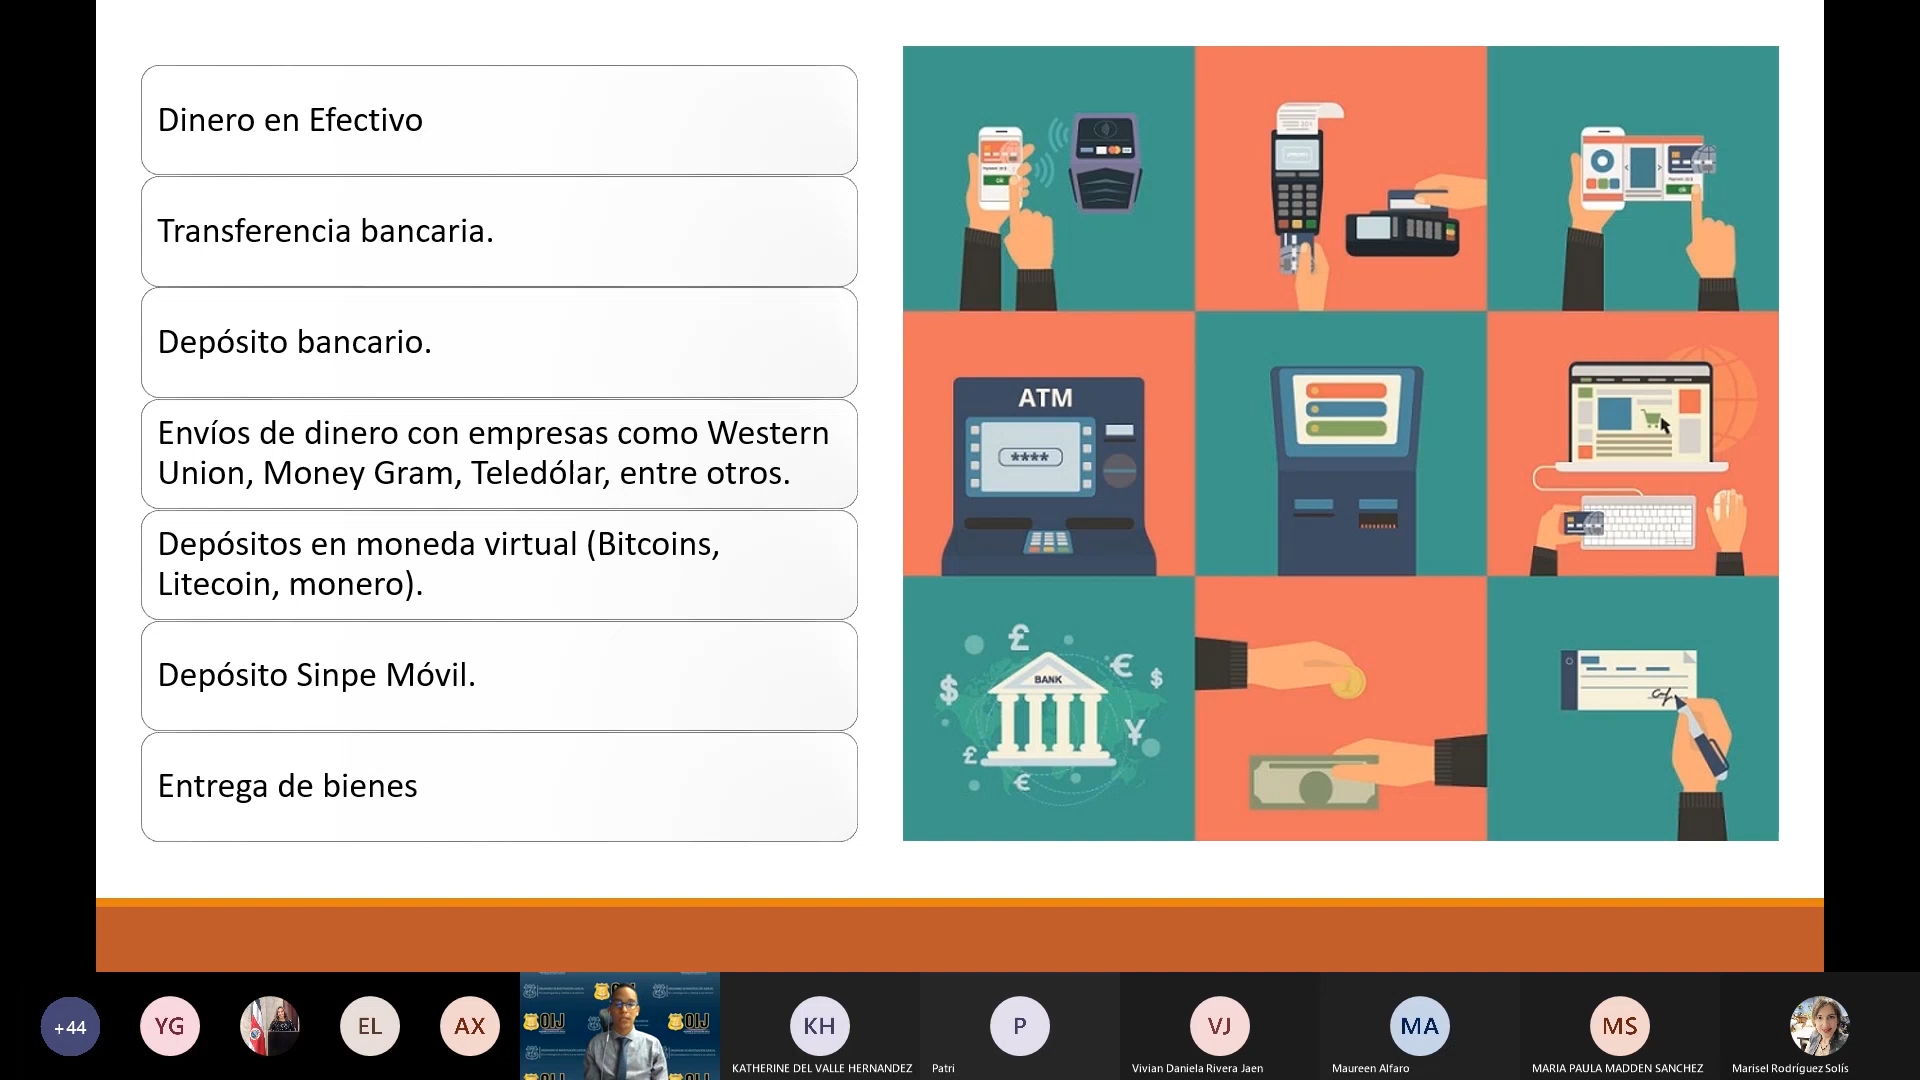 Dinero en Efectivo
Transferencia bancaria.
Depósito bancario.
Envíos de dinero con empresas como Western
Union, Money Gram, Teledólar, entre otros.
Depósitos en moneda virtual (Bitcoins,
Litecoin, monero).
Depósito Sinpe Móvil.
Entrega de bienes
ATM
****
BANK
£
€
$
$
¥
£
€
+44
YG
EL
AX
OIJ
OIJ
KH
KATHERINE DEL VALLE HERNANDEZ
P
Patri
VJ
Vivian Daniela Rivera Jaen
MA
Maureen Alfaro
MS
MARIA PAULA MADDEN SANCHEZ
Marisel Rodríguez Solís